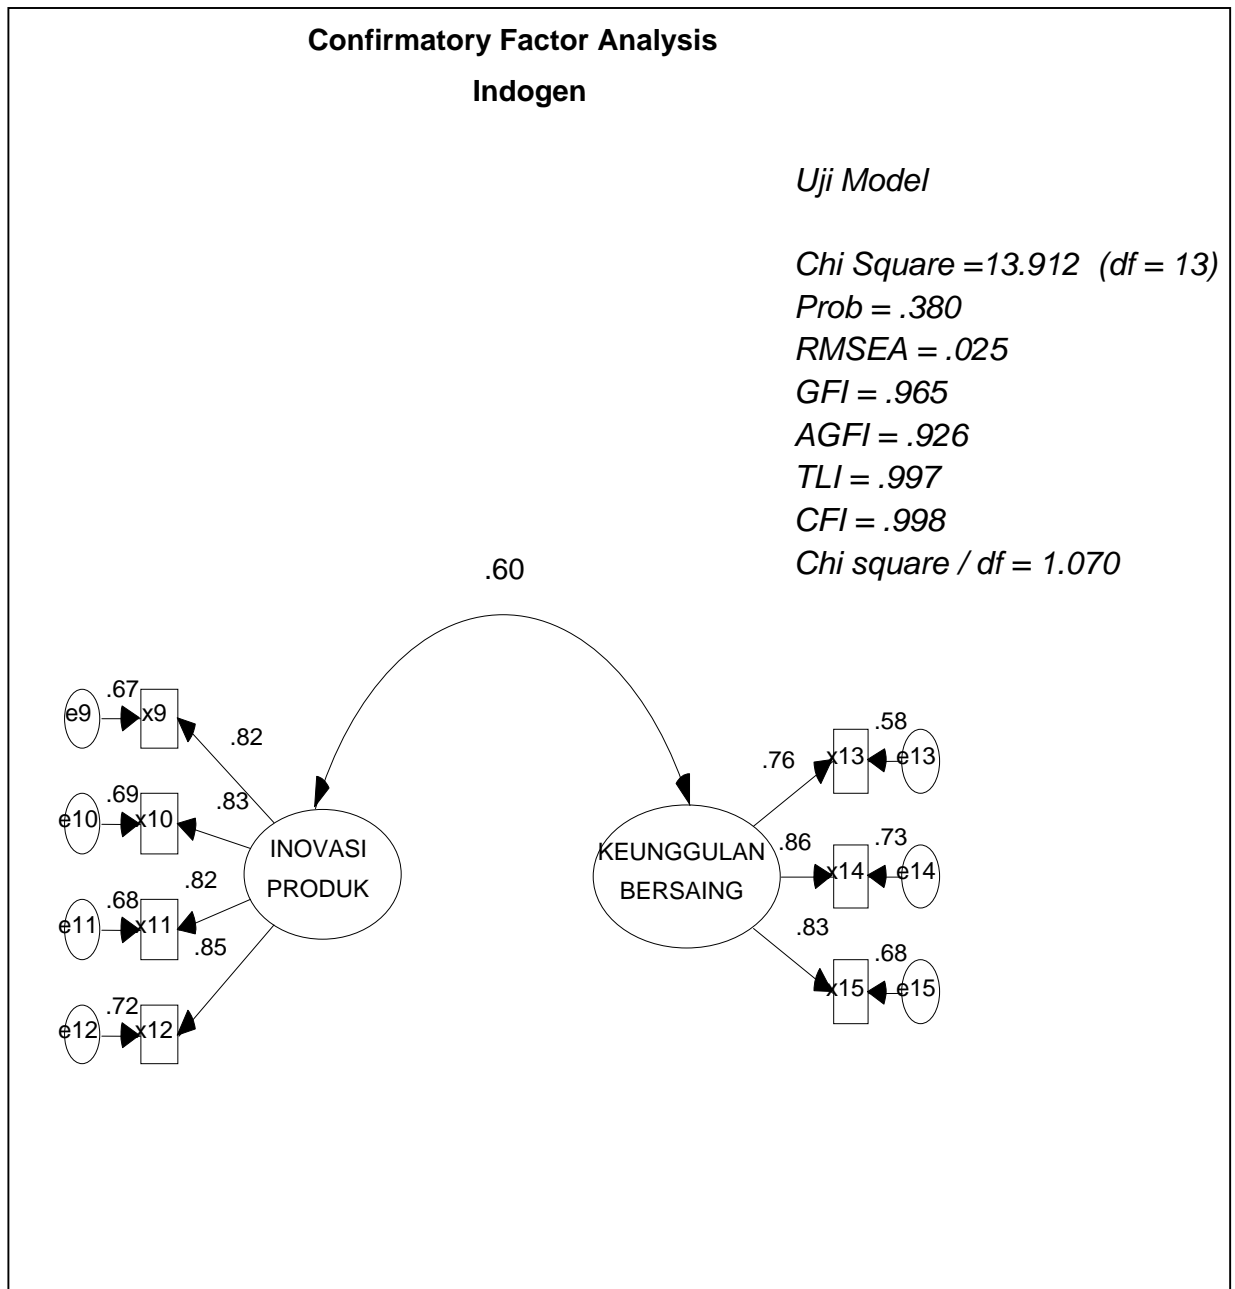 Confirmatory Factor Analysis
Indogen
Uji Model
Chi Square =13.912 (df = 13)
Prob = .380
RMSEA = .025
GFI = .965
AGFI = .926
TLI = .997
CFI = .998
Chi square / df = 1.070
.60
.67
e9
x9
.82
.69
e10
x10
.83
.68
e11
x11
.82
.72
e12
x12
.85
INOVASI
PRODUK
KEUNGGULAN
BERSAING
.76
x13
.58
e13
.86
x14
.73
e14
.83
x15
.68
e15